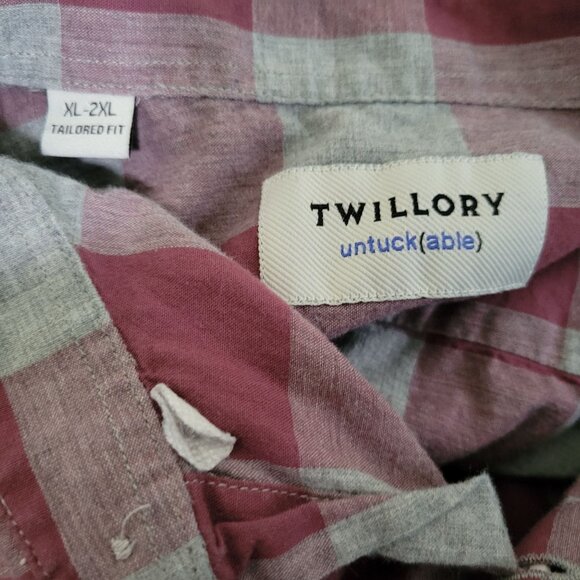 XL-2XL
TAILORED FIT
TWILLORY
untuck(able)